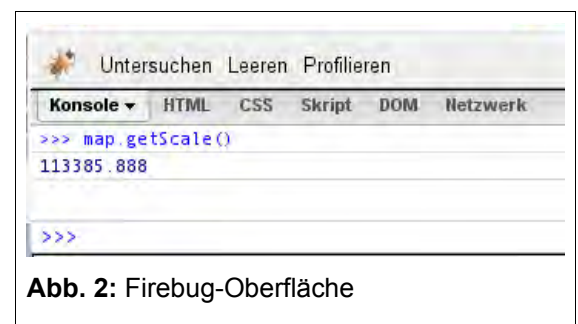 Untersuchen Leeren Profilieren
Konsole HTML CSS Skript DOM Netzwerk
>>> map.getScale()
113385.888
>>>
Abb. 2: Firebug-Oberfläche